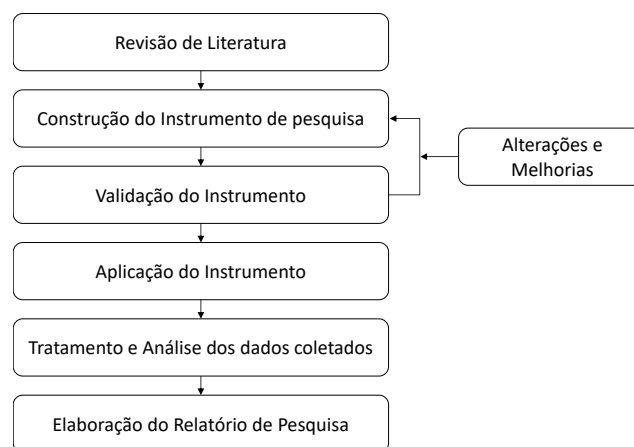 Revisão de Literatura
Construção do Instrumento de pesquisa
Alterações e
Melhorias
Validação do Instrumento
Aplicação do Instrumento
Tratamento e Análise dos dados coletados
Elaboração do Relatório de Pesquisa